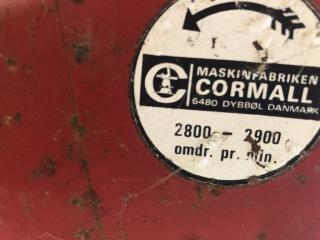 MASKINFABRIKEN
CORMALL
6480 DYBBØL DANMARK
2800 - 2900
omdr. pr. min.